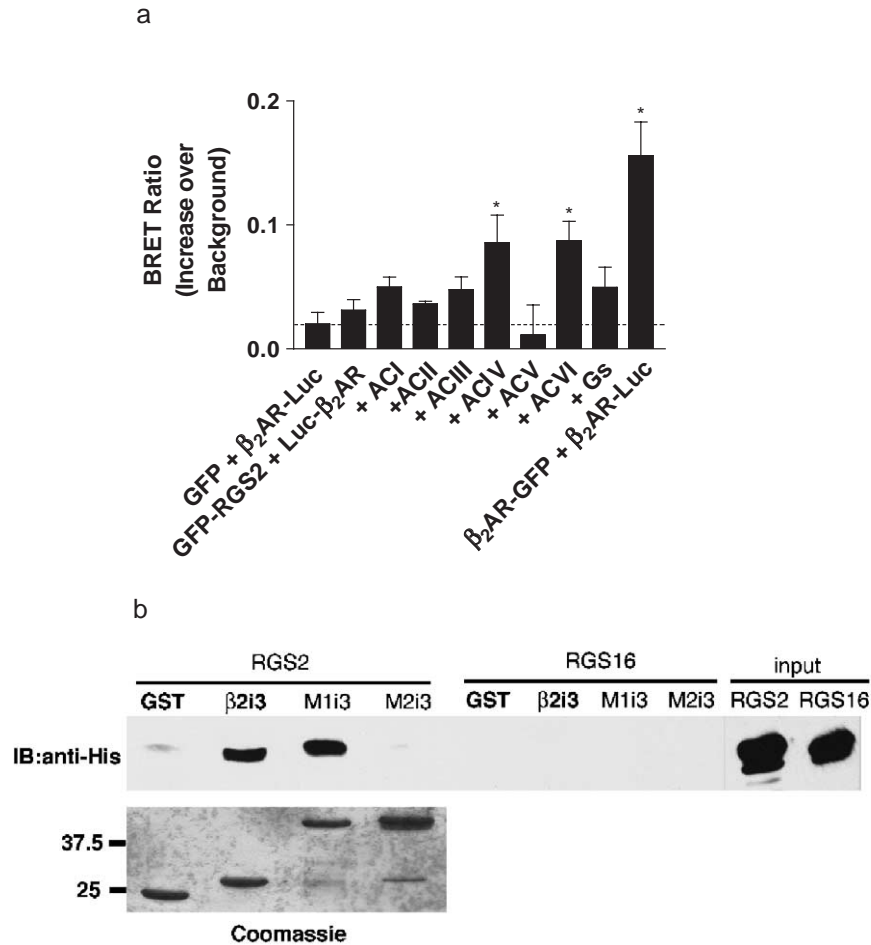 a
0.2
0.1
0.0
BRET Ratio
(Increase over
Background)
*
*
*
GFP + β₂AR-Luc
GFP-RGS2 + Luc-β₂AR
+ ACI
+ACII
+ ACIII
+ ACIV
+ ACV
+ ACVI
+ Gs
β₂AR-GFP + β₂AR-Luc
b
RGS2 RGS16 input
GST β2i3 M1i3 M2i3 GST β2i3 M1i3 M2i3 RGS2 RGS16
IB:anti-His
37.5
25
Coomassie